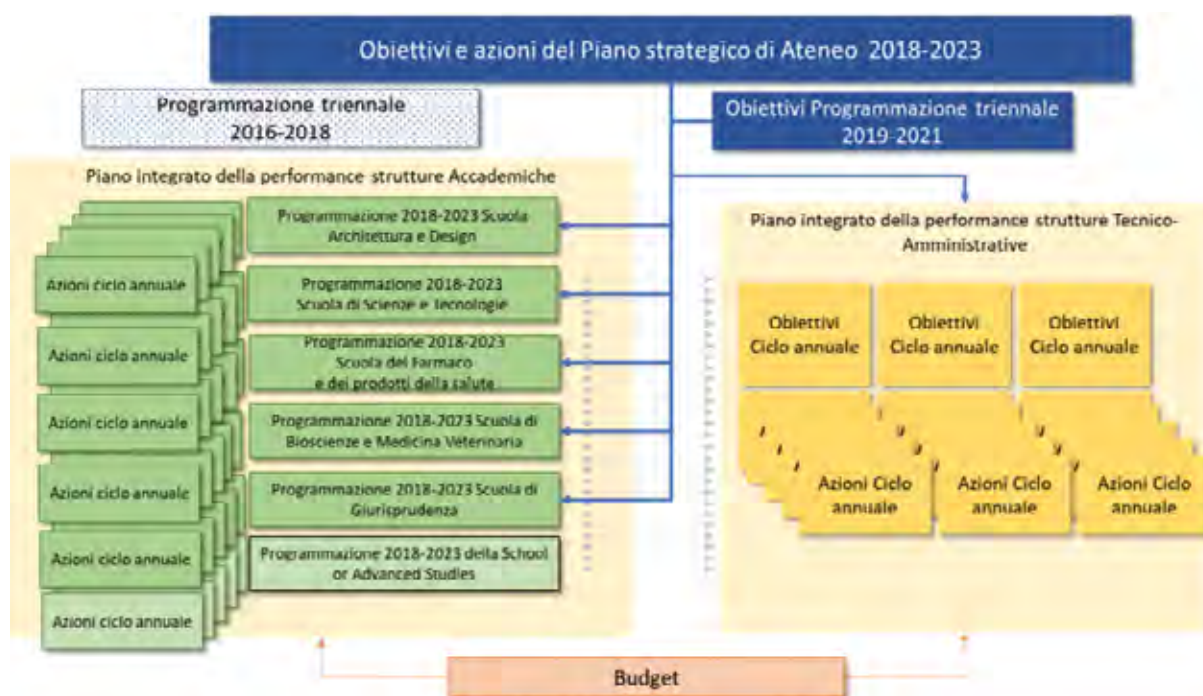 Obiettivi e azioni del Piano strategico di Ateneo 2018-2023
Programmazione triennale
2016-2018
Obiettivi Programmazione triennale
2019-2021
Piano integrato della performance strutture Accademiche
Programmazione 2018-2023 Scuola
Architettura e Design
Programmazione 2018-2023
Scuola di Scienze e Tecnologie
Programmazione 2018-2023
Scuola del Farmaco
e dei prodotti della salute
Programmazione 2018-2023 Scuola di
Bioscienze e Medicina Veterinaria
Programmazione 2018-2023 Scuola di
Giurisprudenza
Programmazione 2018-2023 della School
or Advanced Studies
Azioni ciclo annuale
Azioni ciclo annuale
Azioni ciclo annuale
Azioni ciclo annuale
Azioni ciclo annuale
Azioni ciclo annuale
Piano integrato della performance strutture Tecnico-
Amministrative
Obiettivi
Ciclo annuale
Obiettivi
Ciclo annuale
Obiettivi
Ciclo annuale
Azioni Ciclo
annuale
Azioni Ciclo
annuale
Azioni Ciclo
annuale
Budget